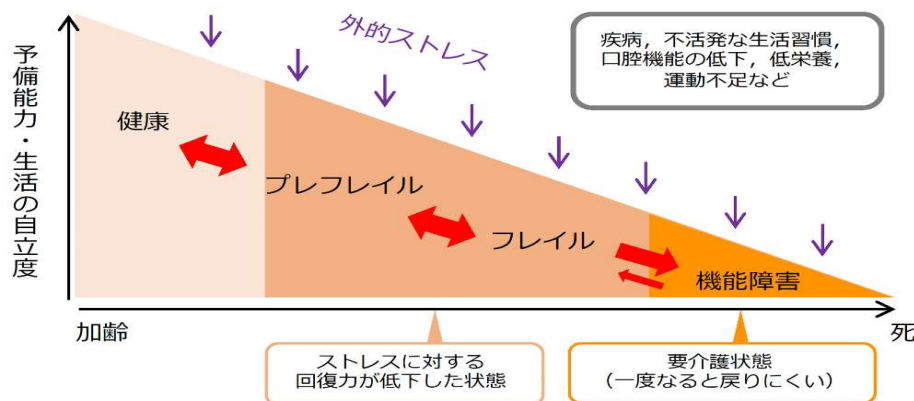 予備能力・生活の自立度
外的ストレス
疾病，不活発な生活習慣，
口腔機能の低下，低栄養，
運動不足など
健康
プレフレイル
フレイル
機能障害
加齢
死
ストレスに対する
回復力が低下した状態
要介護状態
（一度なると戻りにくい）